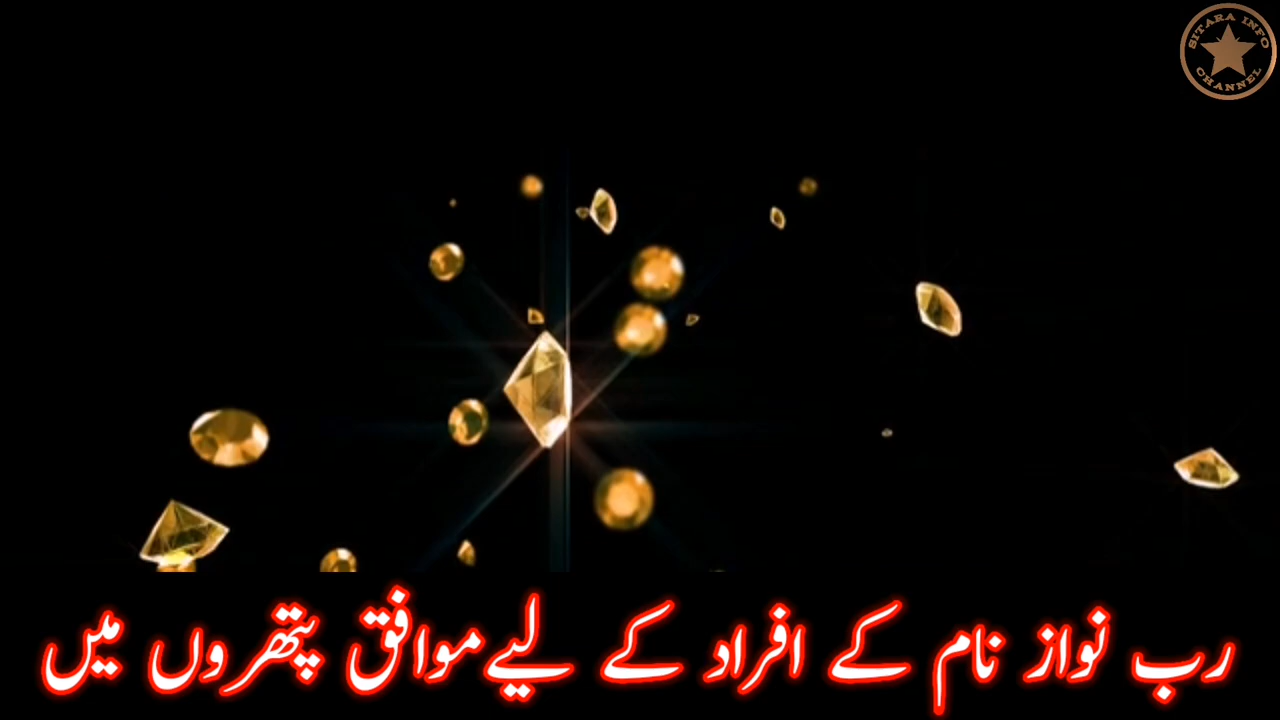 SITARA INFO
CHANNEL
رب نواز نام کے افراد کے لیے موافق پتھروں میں